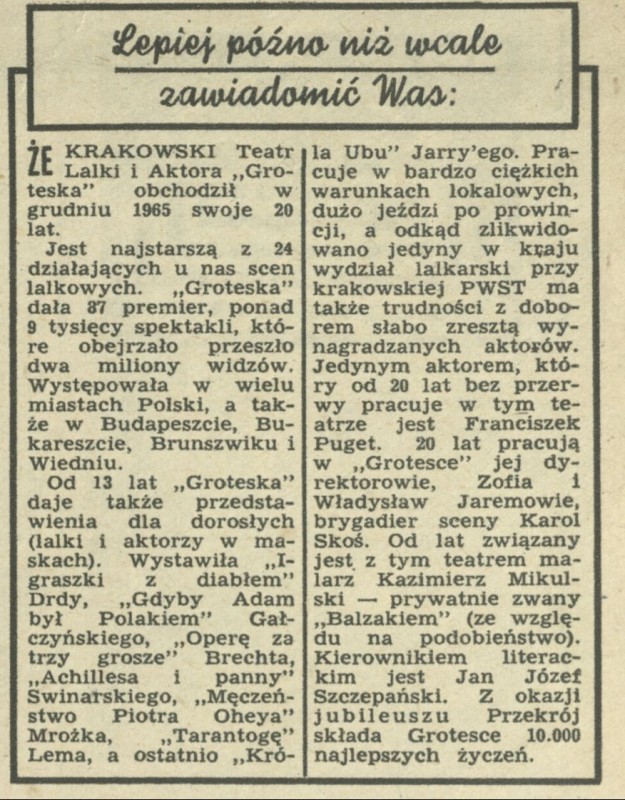 Lepiej późno niż wcale
zawiadomić Was:
ŻE KRAKOWSKI Teatr
Lalki i Aktora „Gro-
teska” obchodził w
grudniu 1965 swoje 20
lat.
Jest najstarszą z 24
działających u nas scen
lalkowych. „Groteska”
dała 87 premier, ponad
9 tysięcy spektakli, któ-
re obejrzało przeszło
dwa miliony widzów.
Występowała w wielu
miastach Polski, a tak-
że w Budapeszcie, Bu-
kareszcie, Brunszwiku i
Wiedniu.
Od 13 lat „Groteska”
daje także przedsta-
wienia dla dorosłych
(lalki i aktorzy w ma-
skach). Wystawiła „I-
graszki z diabłem”
Drdy, „Gdyby Adam
był Polakiem” Gał-
czyńskiego, „Operę za
trzy grosze” Brechta,
„Achillesa i panny”
Swinarskiego, „Męczeń-
stwo Piotra Oheya”
Mrożka, „Tarantogę”
Lema, a ostatnio „Kró-
la Ubu” Jarry’ego. Pra-
cuje w bardzo ciężkich
warunkach lokalowych,
dużo jeździ po prowin-
cji, a odkąd zlikwido-
wano jedyny w kraju
wydział lalkarski przy
krakowskiej PWST ma
także trudności z dobo-
rem słabo zresztą wy-
nagradzanych aktorów.
Jedynym aktorem, któ-
ry od 20 lat bez przer-
wy pracuje w tym te-
atrze jest Franciszek
Puget. 20 lat pracują
w „Grotesce” jej dy-
rektorowie, Zofia i
Władysław Jaremowie,
brygadier sceny Karol
Skoś. Od lat związany
jest z tym teatrem ma-
larz Kazimierz Mikul-
ski — prywatnie zwany
„Balzakiem” (ze wzglę-
du na podobieństwo).
Kierownikiem literac-
kim jest Jan Józef
Szczepański. Z okazji
jubileuszu Przekrój
składa Grotesce 10.000
najlepszych życzeń.